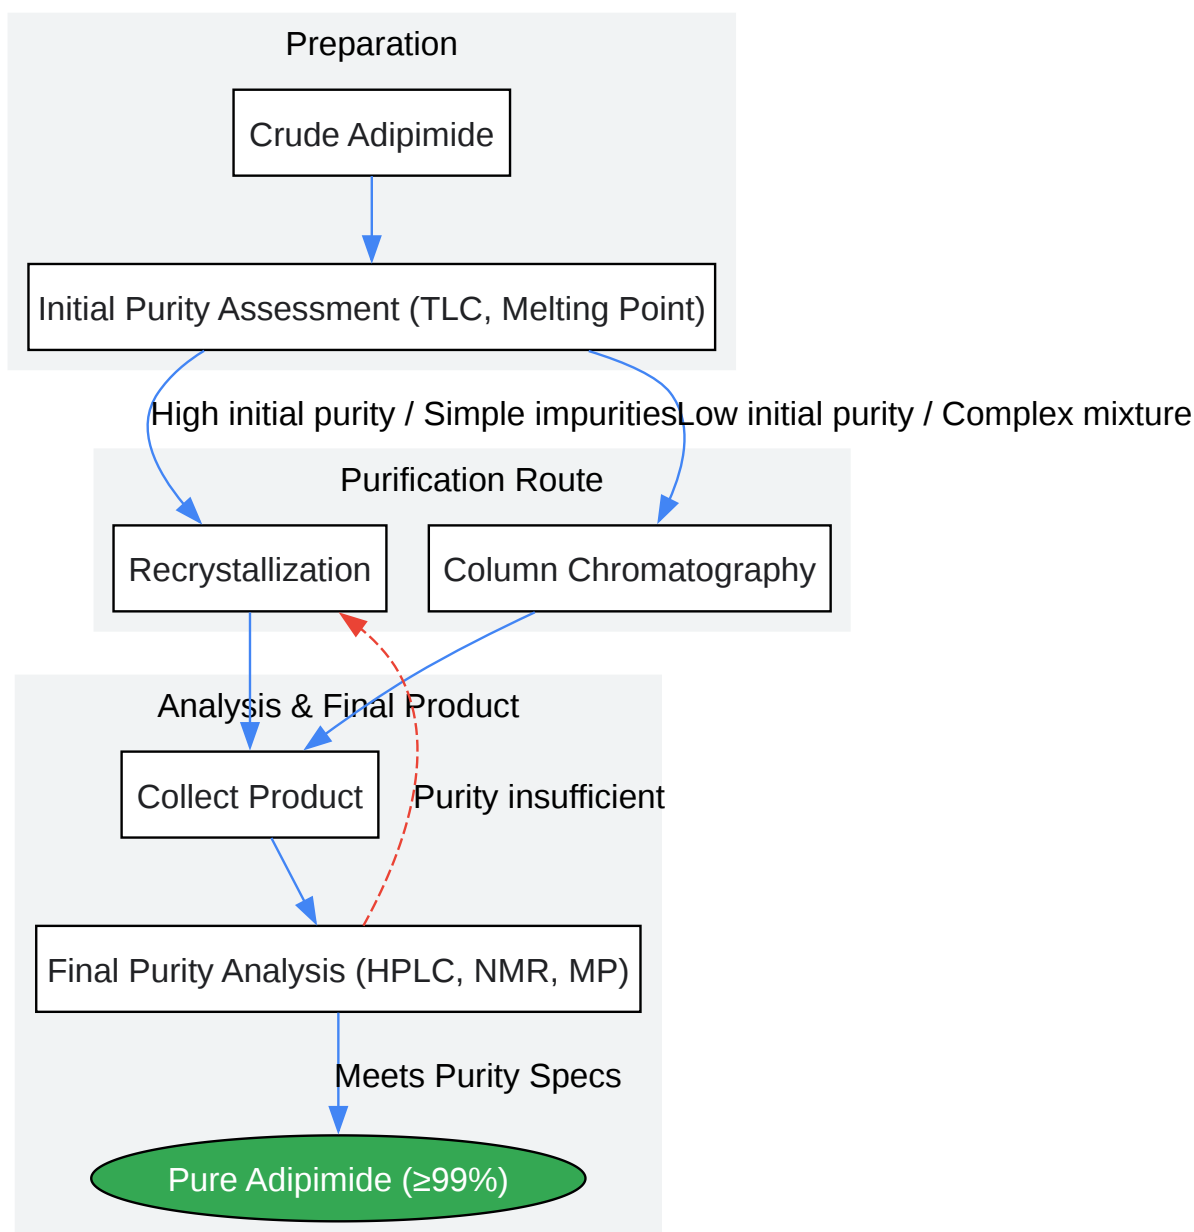 Preparation
Crude Adipimide
Initial Purity Assessment (TLC, Melting Point)
High initial purity / Simple impurities
Low initial purity / Complex mixture
Purification Route
Recrystallization
Column Chromatography
Analysis & Final Product
Collect Product
Purity insufficient
Final Purity Analysis (HPLC, NMR, MP)
Meets Purity Specs
Pure Adipimide (≥99%)